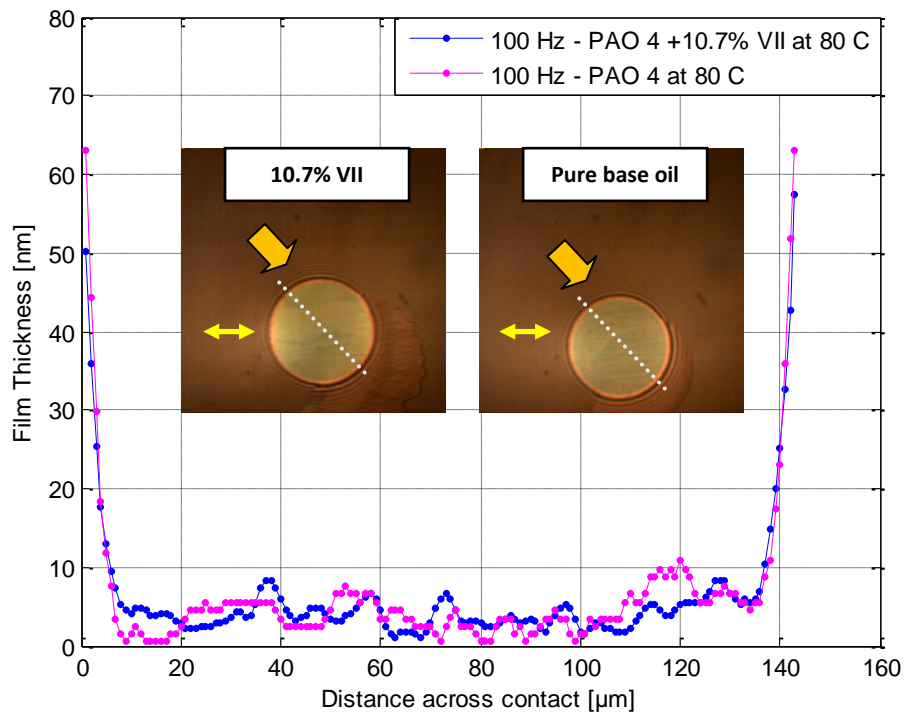 80
70
60
50
40
30
20
10
0
Film Thickness [nm]
100 Hz - PAO 4 +10.7% VII at 80 C
100 Hz - PAO 4 at 80 C
10.7% VII
Pure base oil
0 20 40 60 80 100 120 140 160
Distance across contact [µm]